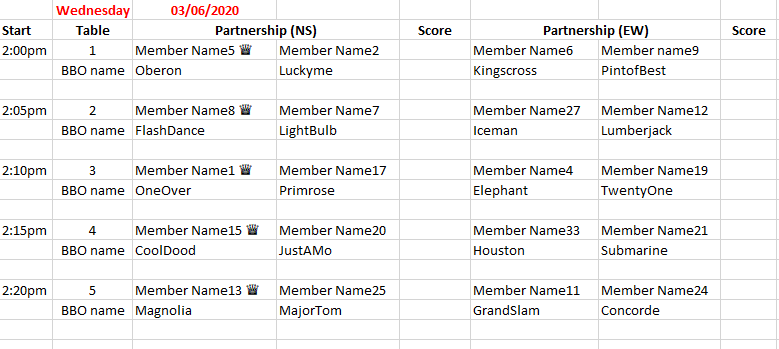 Wednesday 03/06/2020
Start Table Partnership (NS) Score Partnership (EW) Score
2:00pm 1 Member Name5 ♛ Member Name2 Member Name6 Member name9
BBO name Oberon Luckyme Kingscross PintofBest
2:05pm 2 Member Name8 ♛ Member Name7 Member Name27 Member Name12
BBO name FlashDance LightBulb Iceman Lumberjack
2:10pm 3 Member Name1 ♛ Member Name17 Member Name4 Member Name19
BBO name OneOver Primrose Elephant TwentyOne
2:15pm 4 Member Name15 ♛ Member Name20 Member Name33 Member Name21
BBO name CoolDood JustAMo Houston Submarine
2:20pm 5 Member Name13 ♛ Member Name25 Member Name11 Member Name24
BBO name Magnolia MajorTom GrandSlam Concorde